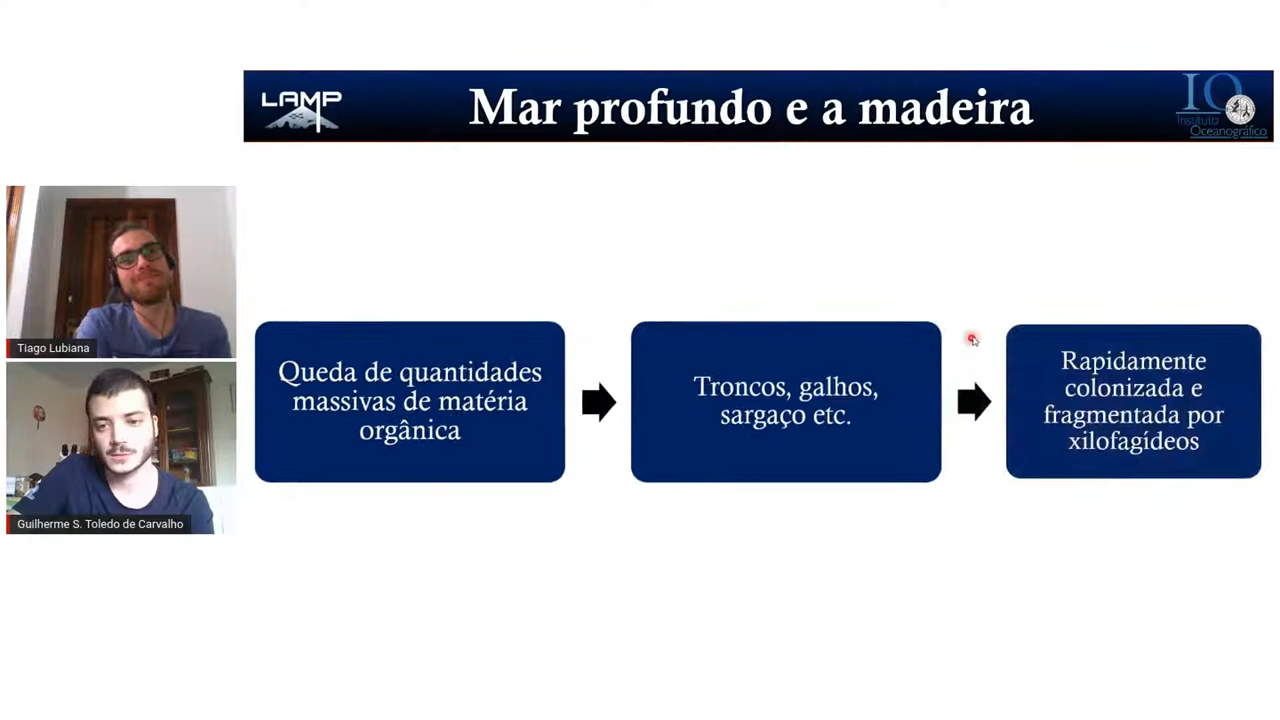 LAMP
Mar profundo e a madeira
IO
Instituto
Oceanográfico
Tiago Lubiana
Guilherme S. Toledo de Carvalho
Queda de quantidades
massivas de matéria
orgânica
Troncos, galhos,
sargaço etc.
Rapidamente
colonizada e
fragmentada por
xilofagídeos